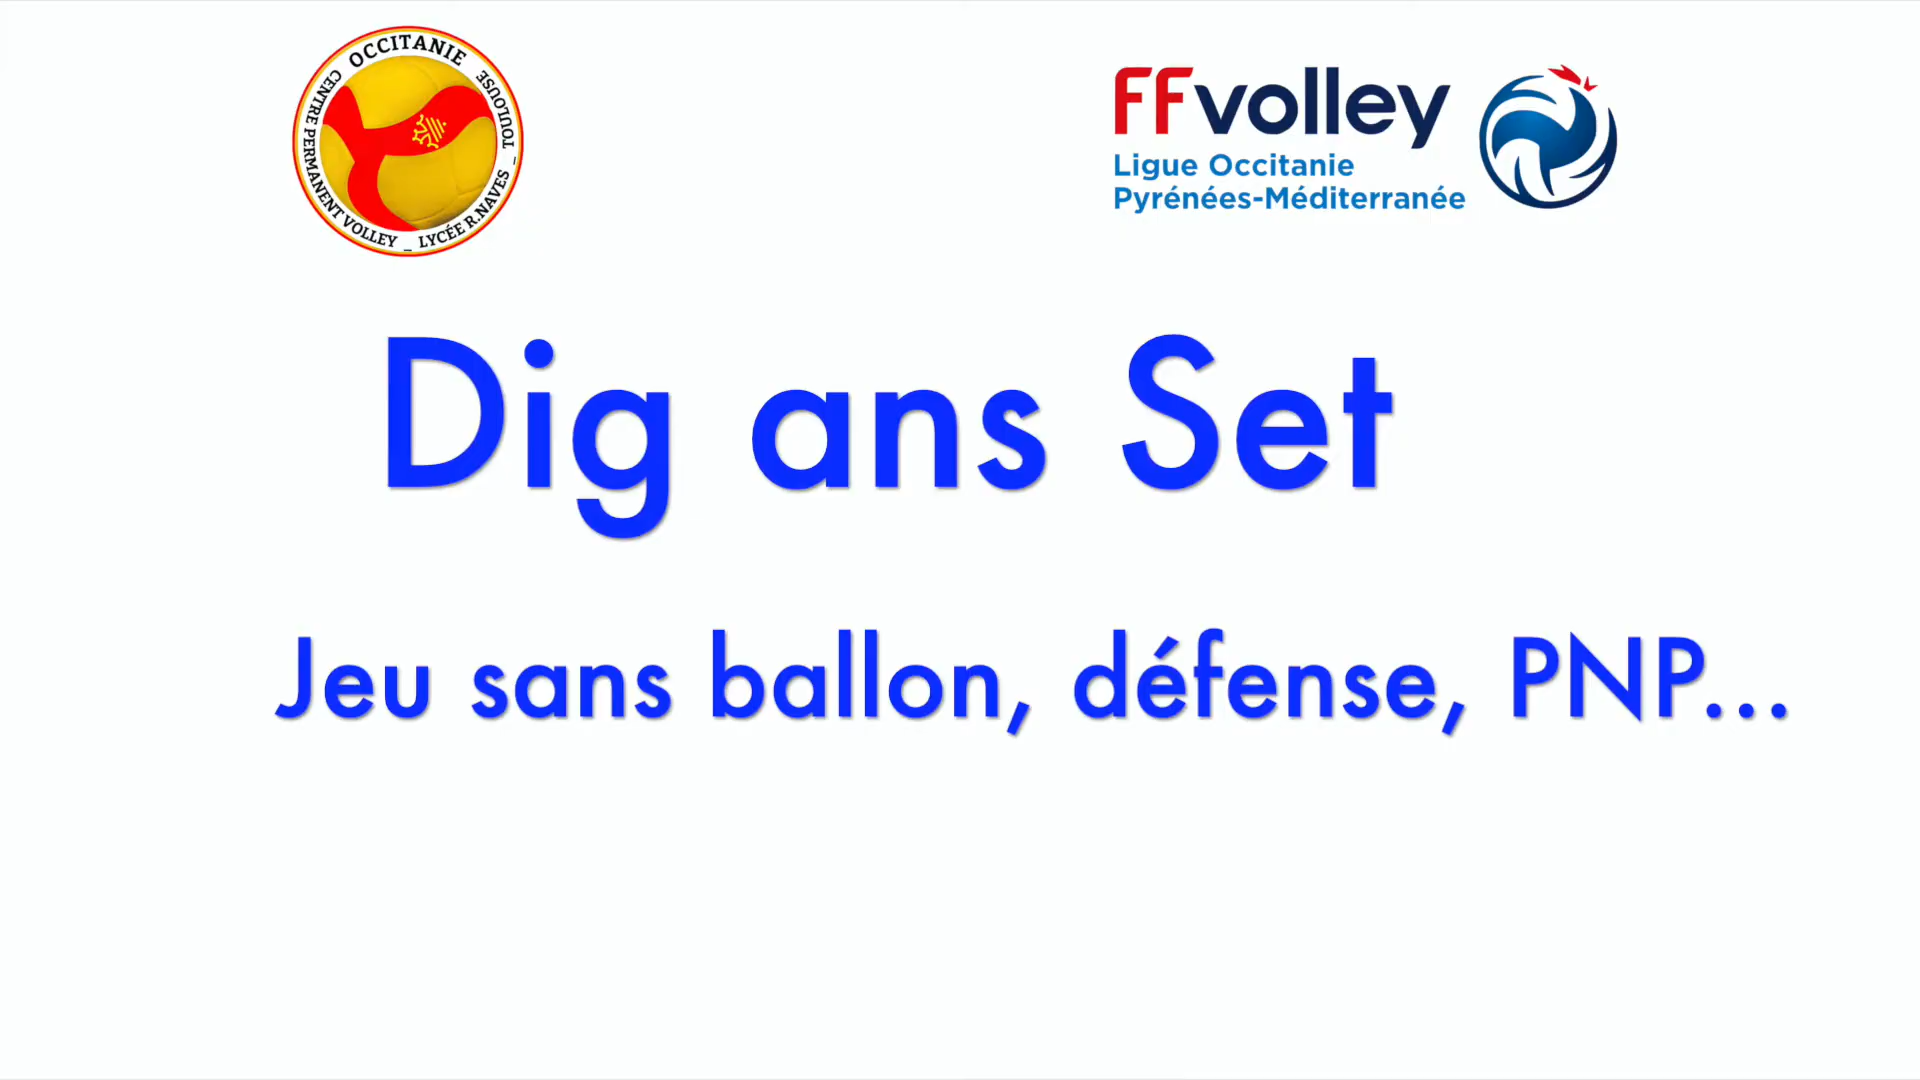 OCCITANIE
CENTRE PERMANENT VOLLEY _ LYCÉE R.NAVES _ TOULOUSE
FFvolley
Ligue Occitanie
Pyrénées-Méditerranée
Dig ans Set
Jeu sans ballon, défense, PNP...